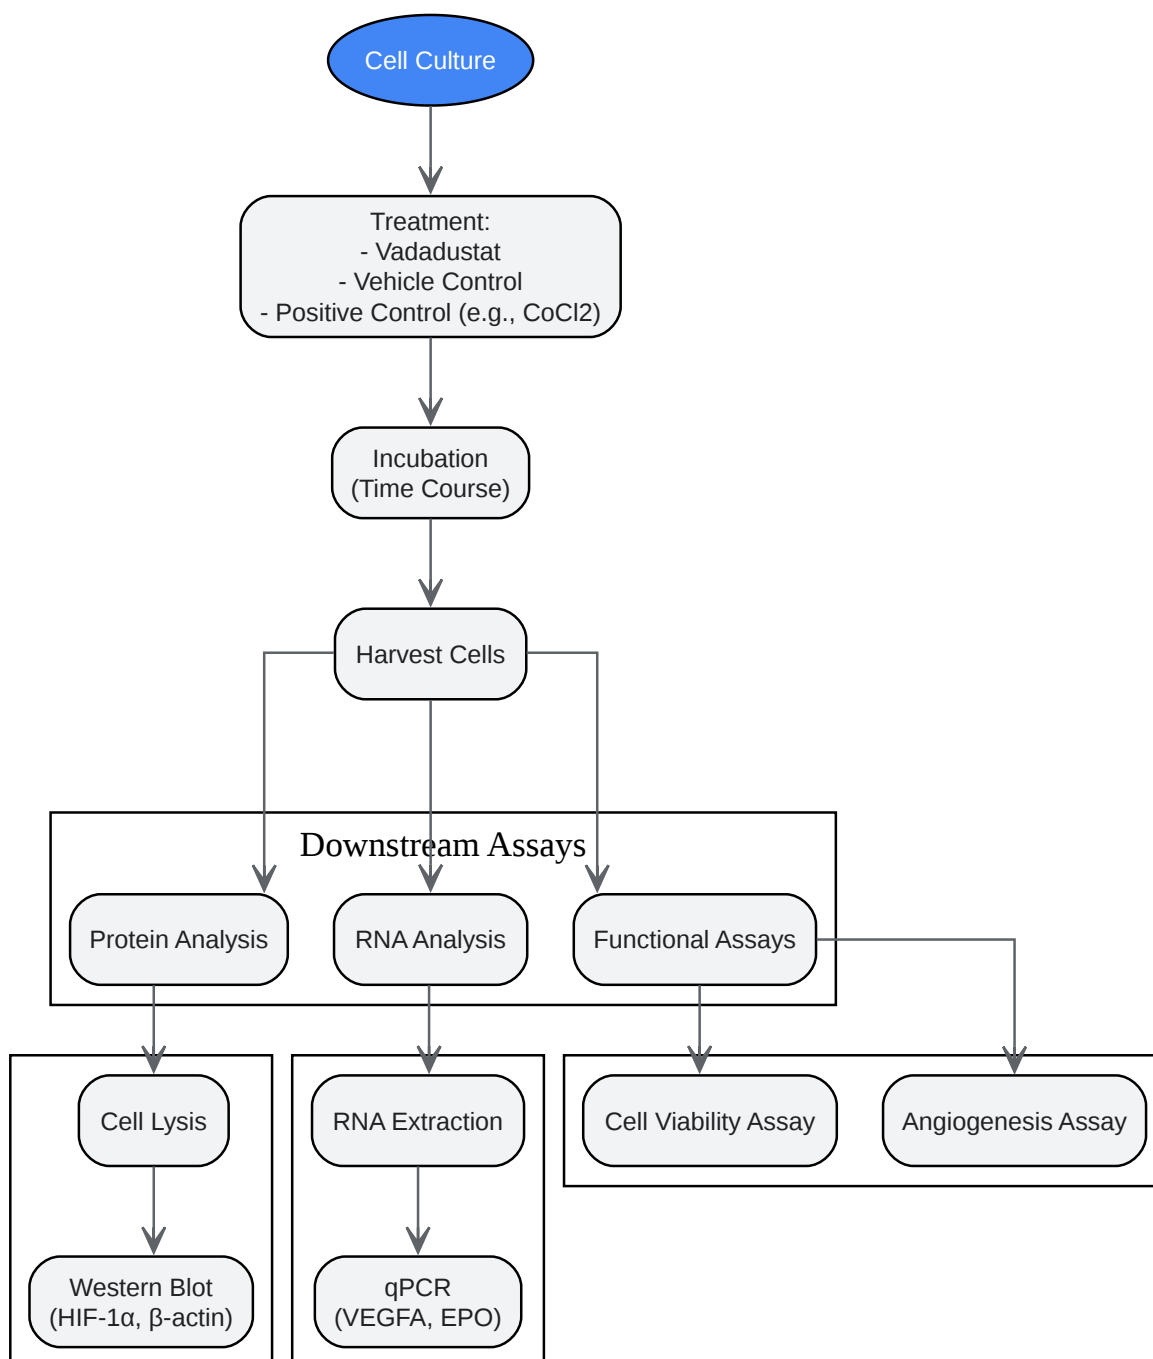 Cell Culture
Treatment:
- Vadadustat
- Vehicle Control
- Positive Control (e.g., CoCl2)
Incubation
(Time Course)
Harvest Cells
Downstream Assays
Protein Analysis
RNA Analysis
Functional Assays
Cell Lysis
RNA Extraction
Cell Viability Assay
Angiogenesis Assay
Western Blot
(HIF-1α, β-actin)
qPCR
(VEGFA, EPO)